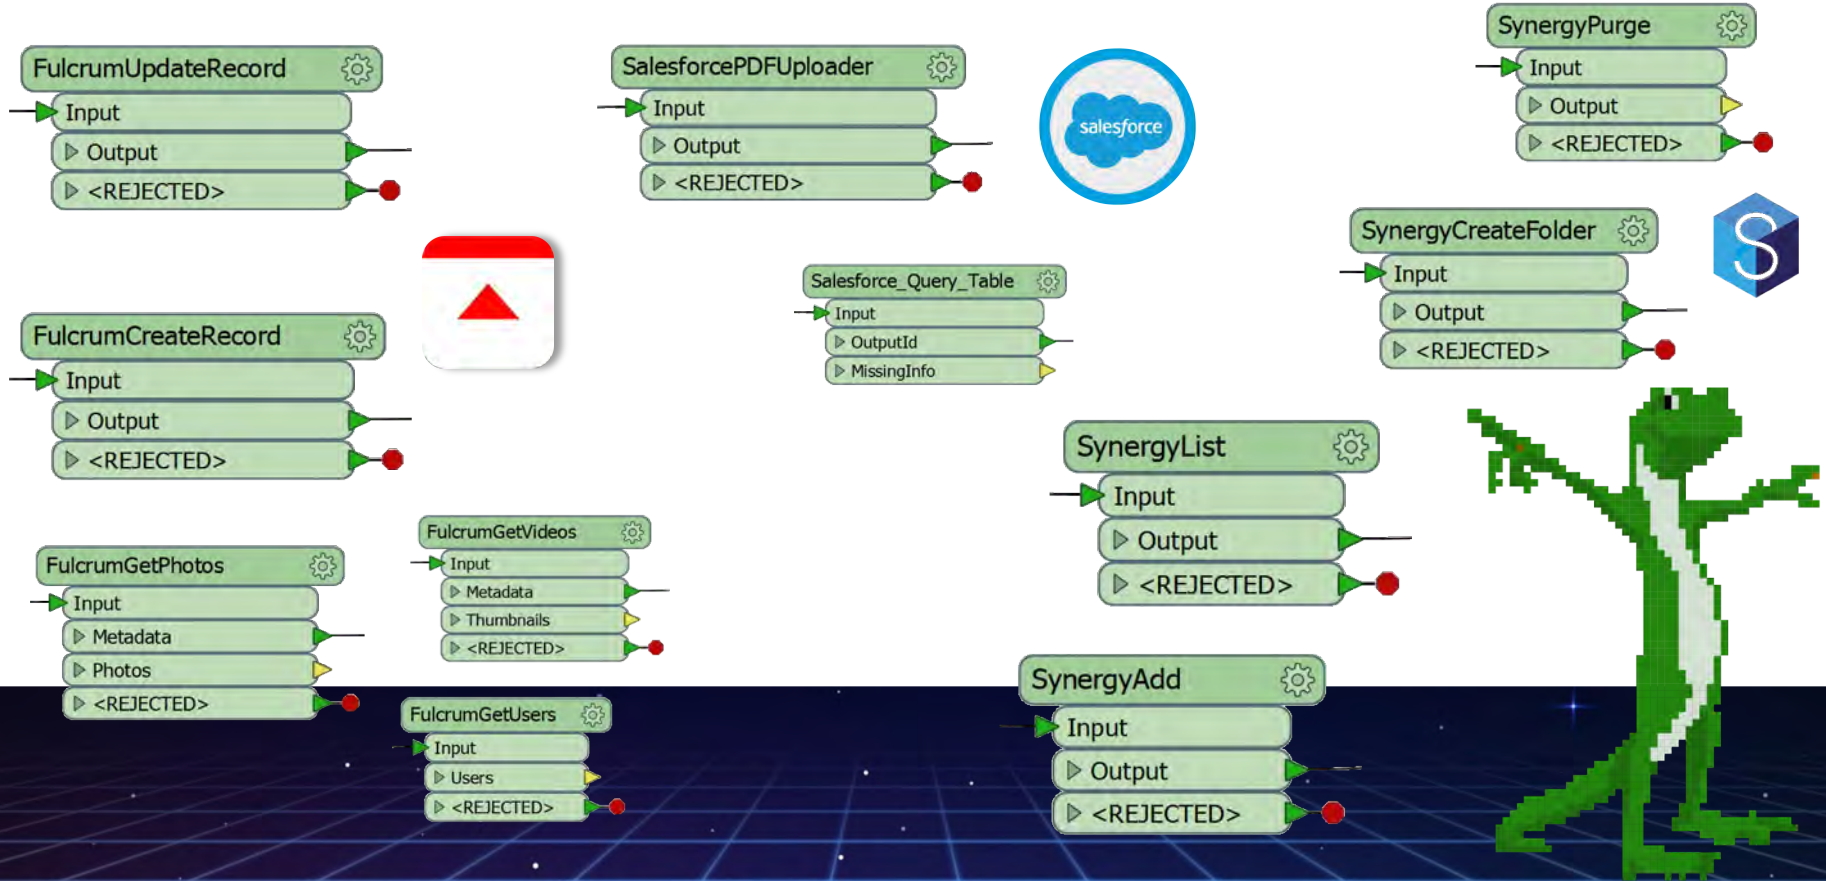 FulcrumUpdateRecord
Input
Output
<REJECTED>
SalesforcePDFUploader
Input
Output
<REJECTED>
salesforce
SynergyPurge
Input
Output
<REJECTED>
SynergyCreateFolder
Input
Output
<REJECTED>
S
Salesforce_Query_Table
Input
OutputId
MissingInfo
FulcrumCreateRecord
Input
Output
<REJECTED>
SynergyList
Input
Output
<REJECTED>
FulcrumGetPhotos
Input
Metadata
Photos
<REJECTED>
FulcrumGetVideos
Input
Metadata
Thumbnails
<REJECTED>
FulcrumGetUsers
Input
Users
<REJECTED>
SynergyAdd
Input
Output
<REJECTED>